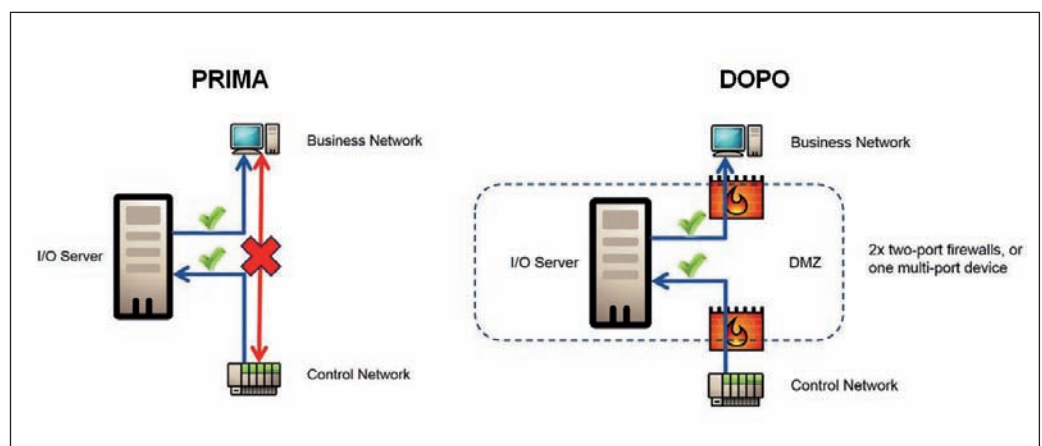 PRIMA
Business Network
I/O Server
Control Network
DOPO
Business Network
I/O Server
DMZ
2x two-port firewalls, or
one multi-port device
Control Network